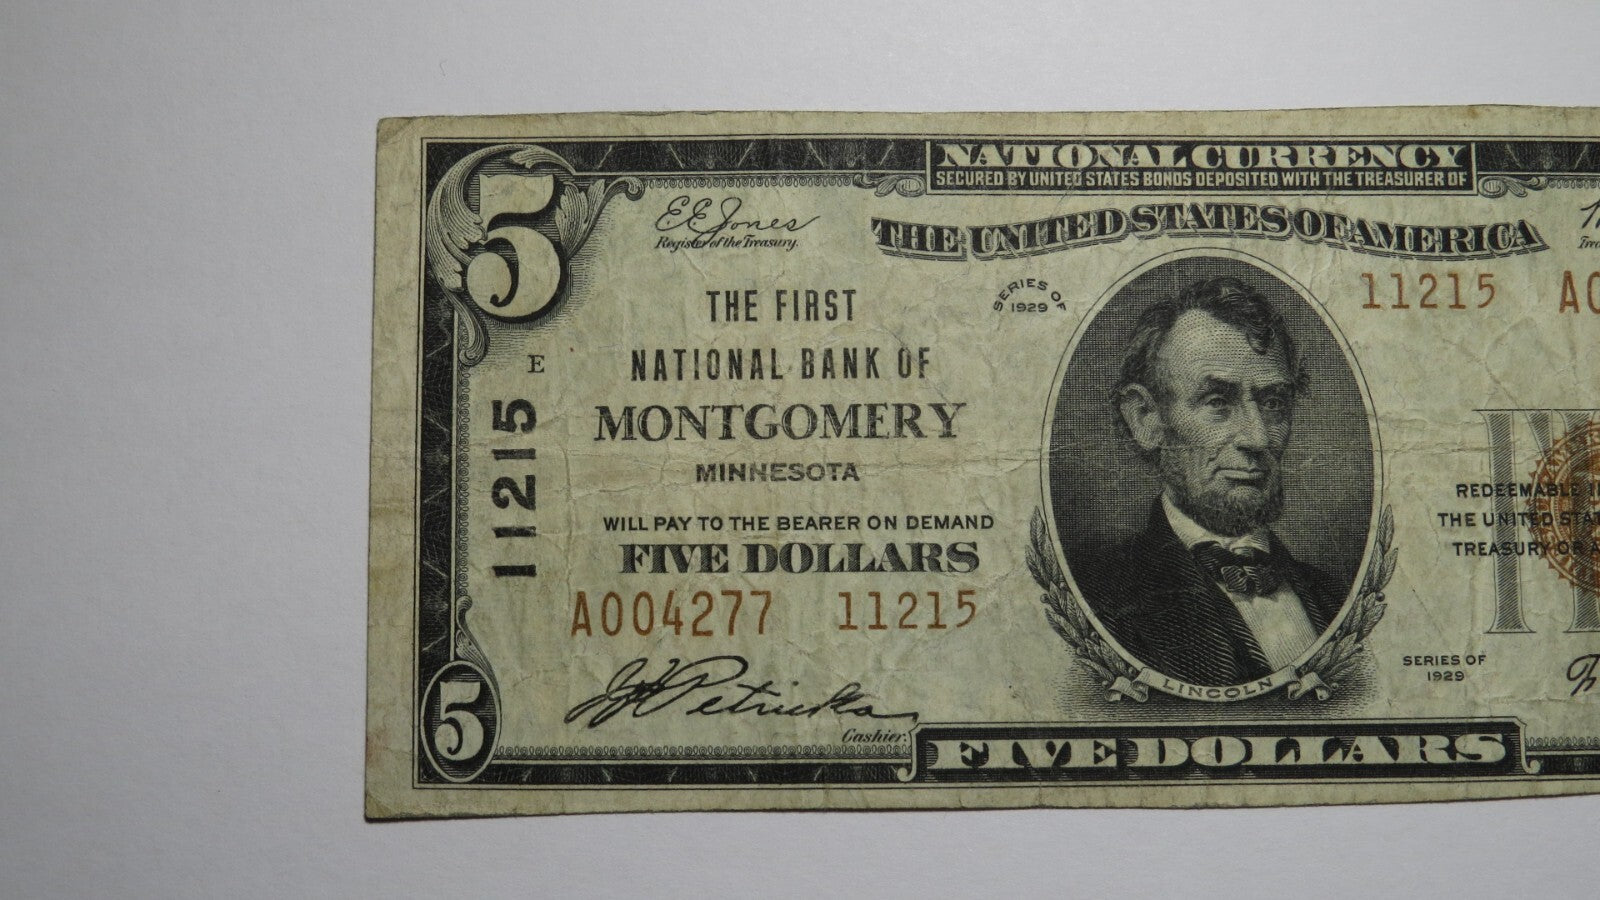 NATIONAL CURRENCY
SECURED BY UNITED STATES BONDS DEPOSITED WITH THE TREASURER OF
5
E.E. Jones
Register of the Treasury.
THE UNITED STATES OF AMERICA
SERIES OF
1929
11215
THE FIRST
NATIONAL BANK OF
MONTGOMERY
MINNESOTA
E
11215
WILL PAY TO THE BEARER ON DEMAND
FIVE DOLLARS
A004277 11215
REDEEMABLE
THE UNITED
TREASURY OR
SERIES OF
1929
LINCOLN
Cashier.
5
FIVE DOLLARS